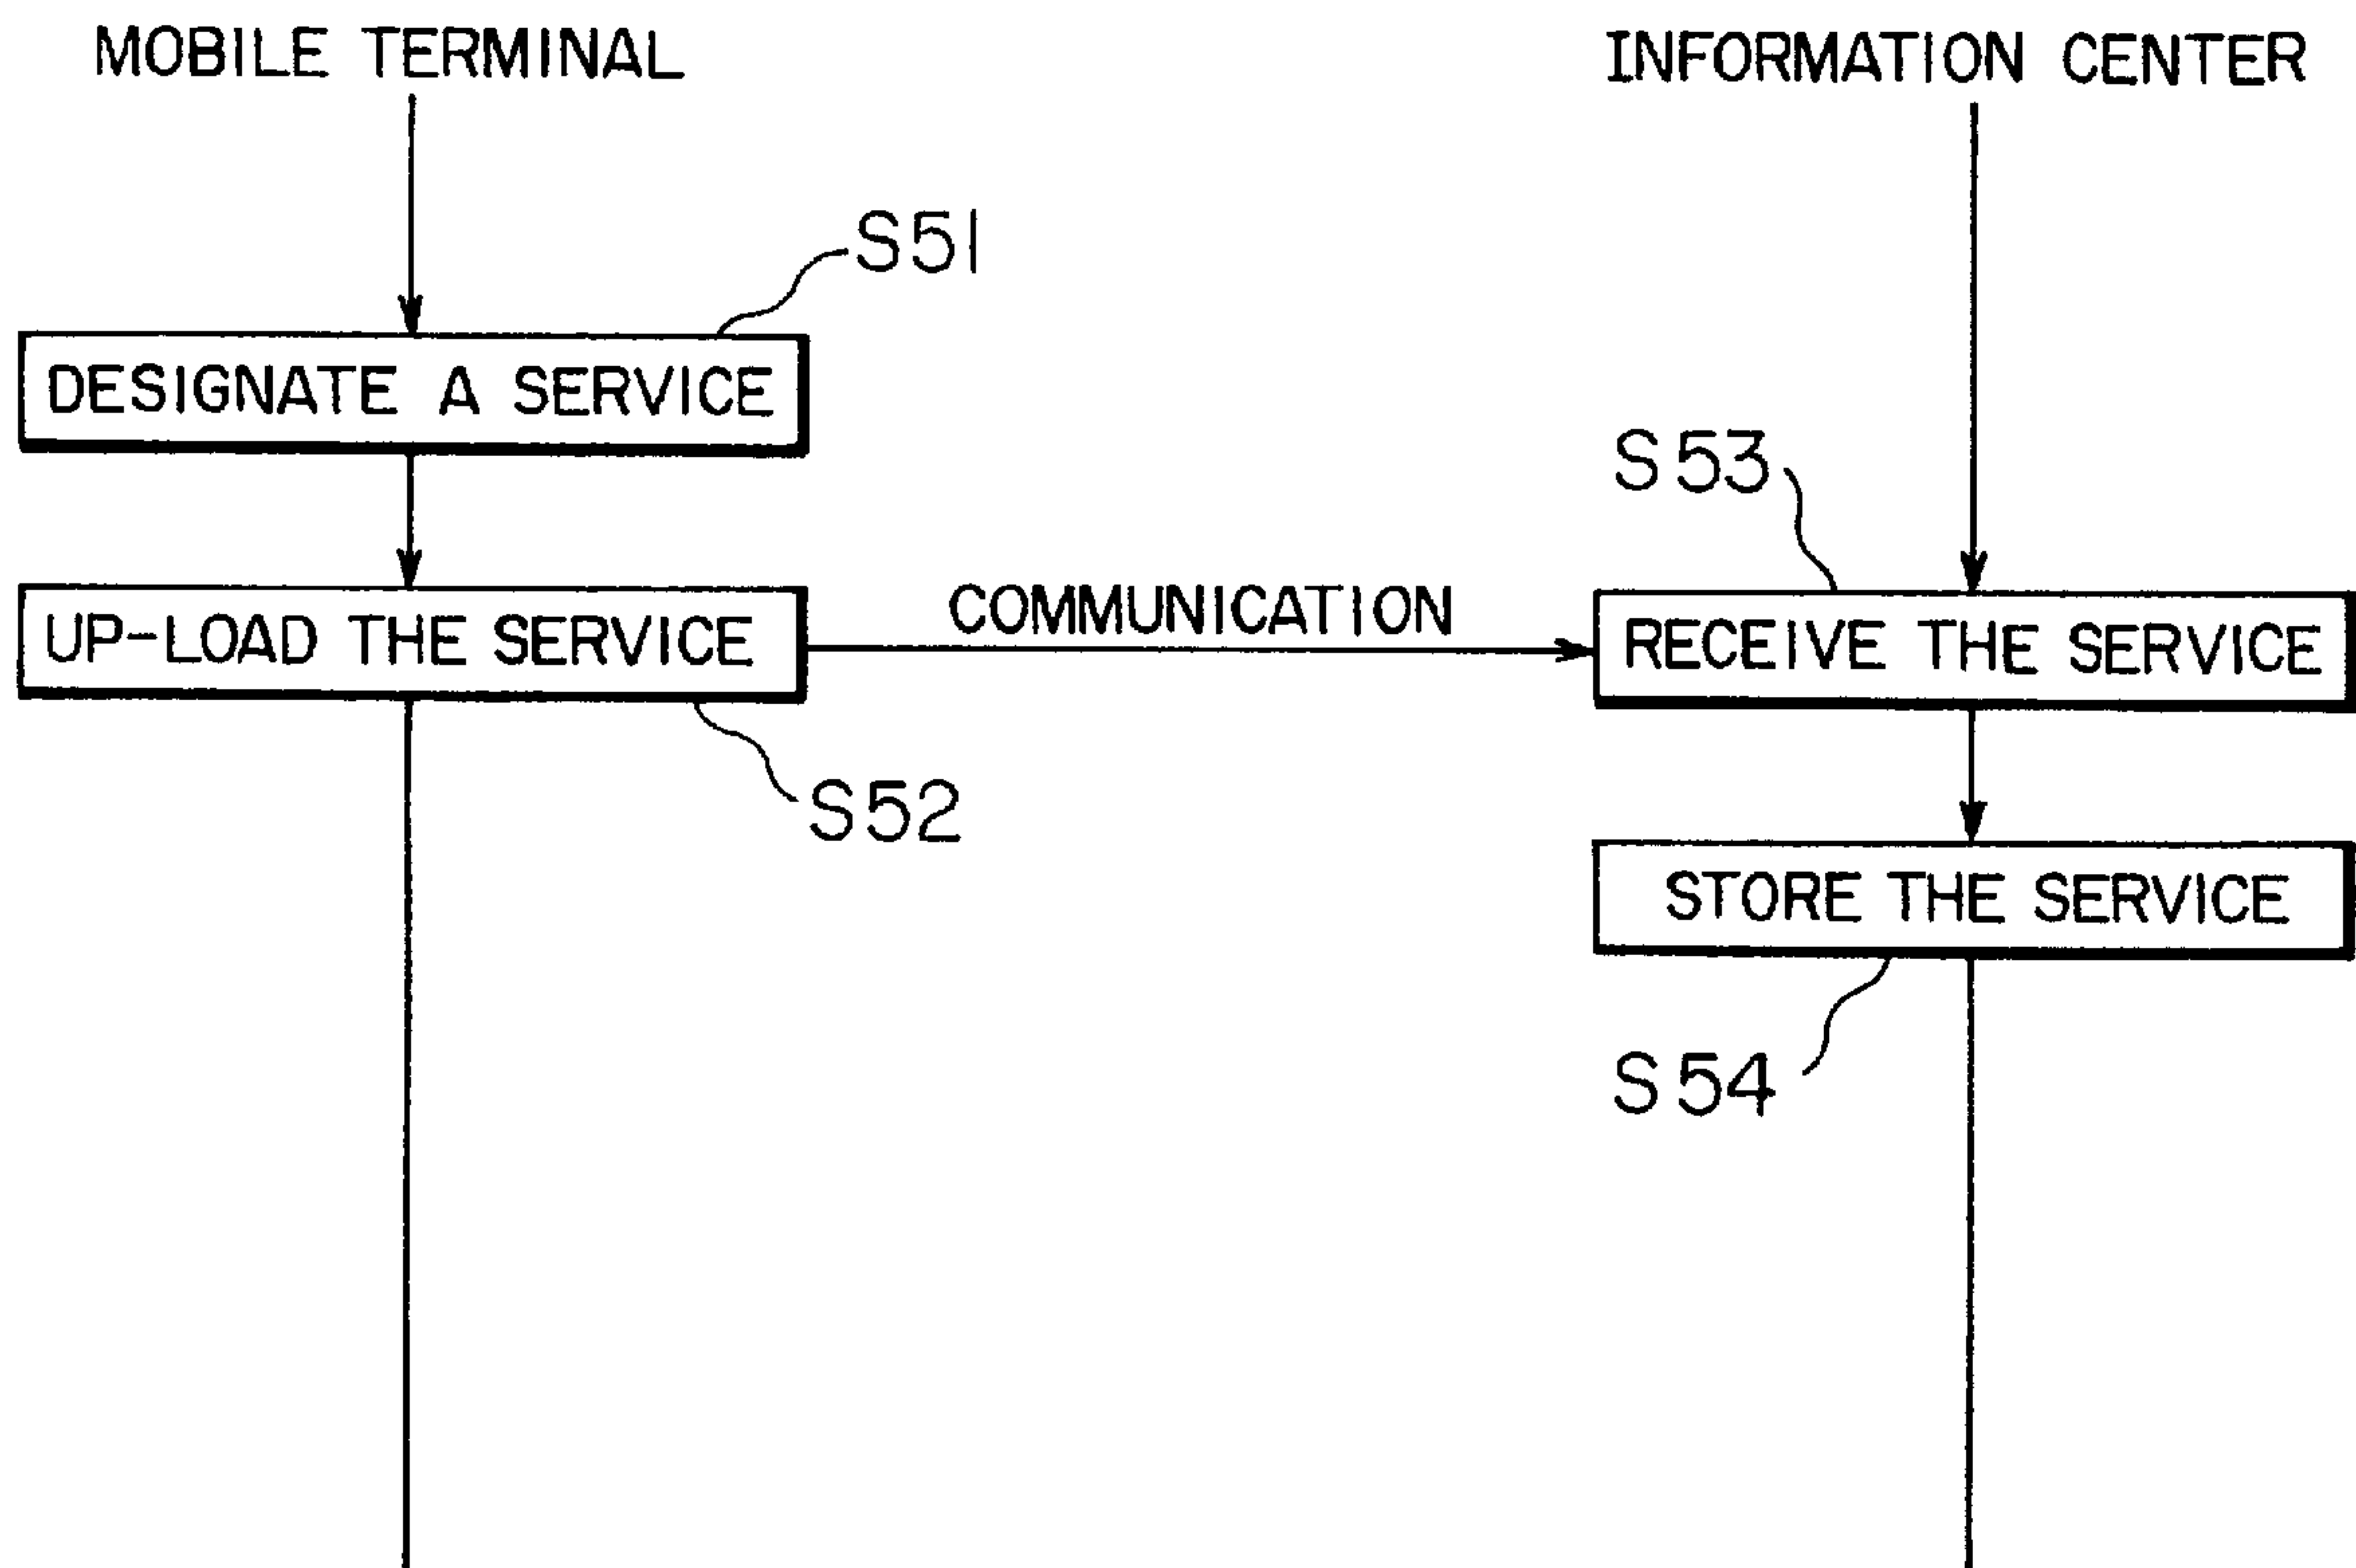 MOBILE TERMINAL
INFORMATION CENTER
S51
DESIGNATE A SERVICE
S53
UP-LOAD THE SERVICE
COMMUNICATION
RECEIVE THE SERVICE
S52
STORE THE SERVICE
S54